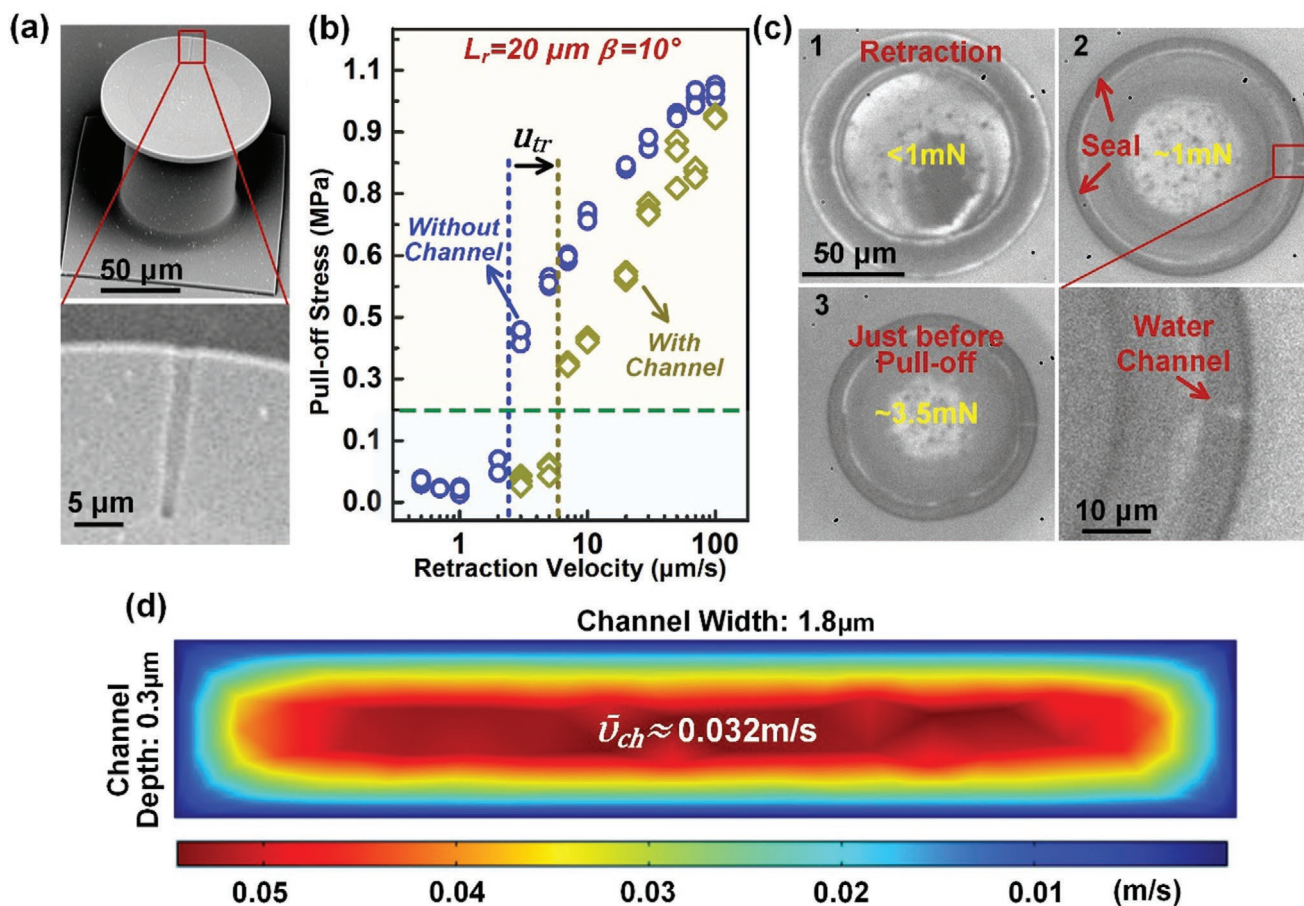 (a)
50 μm
5 μm
(b)
L_r=20 μm β=10°
u_tr
Without
Channel
With
Channel
Pull-off Stress (MPa)
1.1
0.9
0.8
0.6
0.5
0.3
0.1
0.0
1
10
100
Retraction Velocity (μm/s)
(c)
1
Retraction
<1mN
50 μm
2
Seal
~1mN
3
Just before
Pull-off
~3.5mN
Water
Channel
10 μm
(d)
Channel Width: 1.8μm
Channel
Depth: 0.3μm
ῡ_ch≈0.032m/s
0.05
0.04
0.03
0.02
0.01
(m/s)